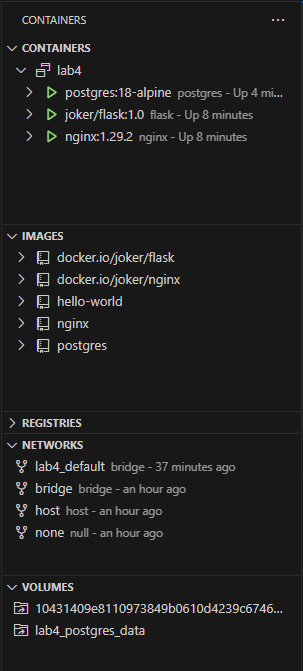 CONTAINERS
CONTAINERS
lab4
postgres:18-alpine postgres - Up 4 mi...
joker/flask:1.0 flask - Up 8 minutes
nginx:1.29.2 nginx - Up 8 minutes
IMAGES
docker.io/joker/flask
docker.io/joker/nginx
hello-world
nginx
postgres
REGISTRIES
NETWORKS
lab4_default bridge - 37 minutes ago
bridge bridge - an hour ago
host host - an hour ago
none null - an hour ago
VOLUMES
10431409e8110973849b0610d4239c6746...
lab4_postgres_data